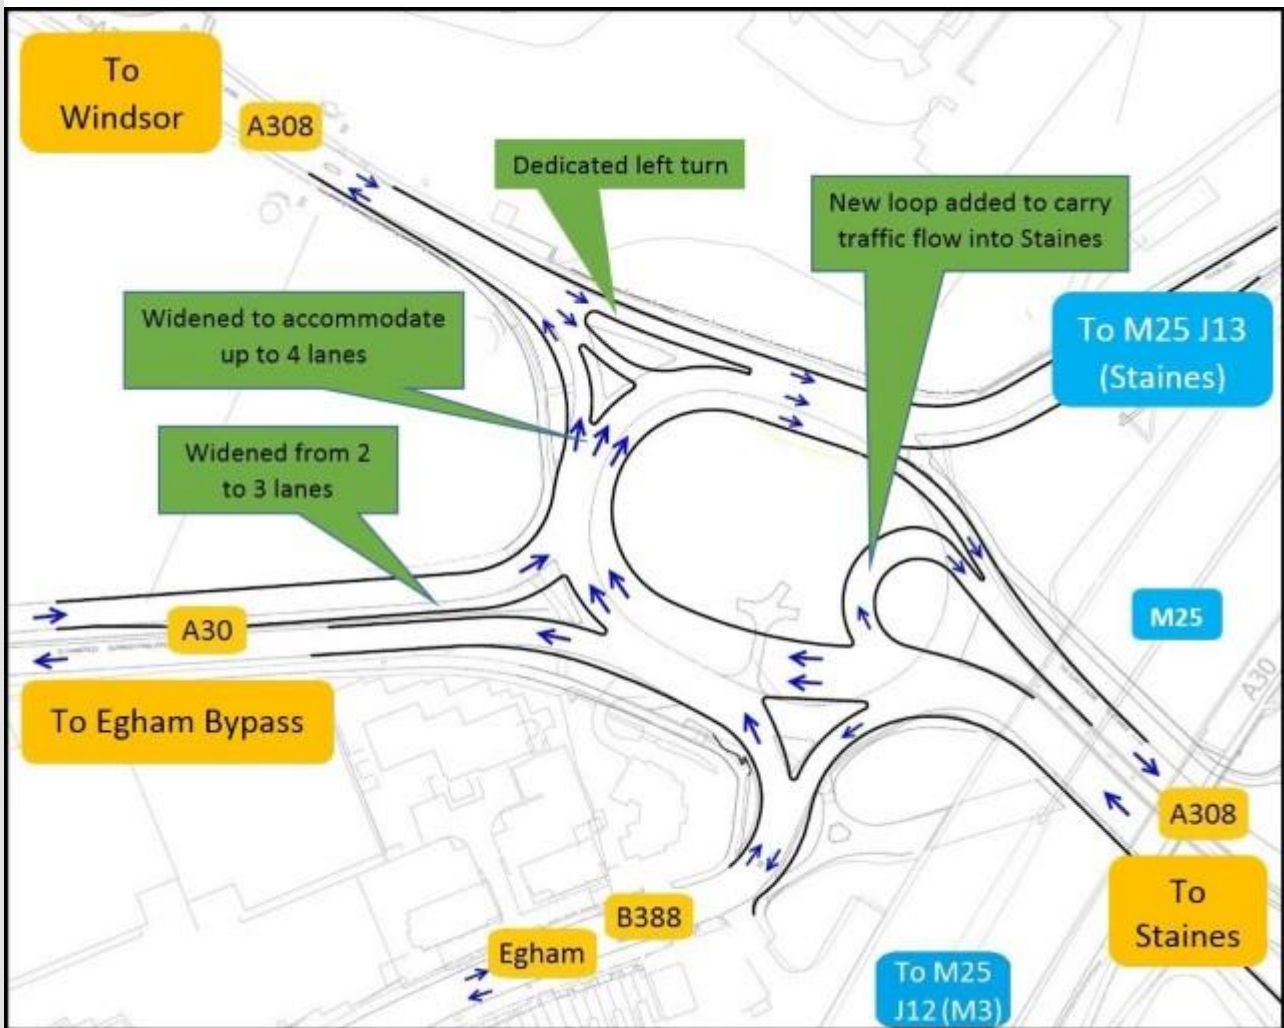 To
Windsor
A308
Dedicated left turn
New loop added to carry
traffic flow into Staines
Widened to accommodate
up to 4 lanes
To M25 J13
(Staines)
Widened from 2
to 3 lanes
M25
A30
A30
To Egham Bypass
A308
To
Staines
B388
Egham
To M25
J12 (M3)